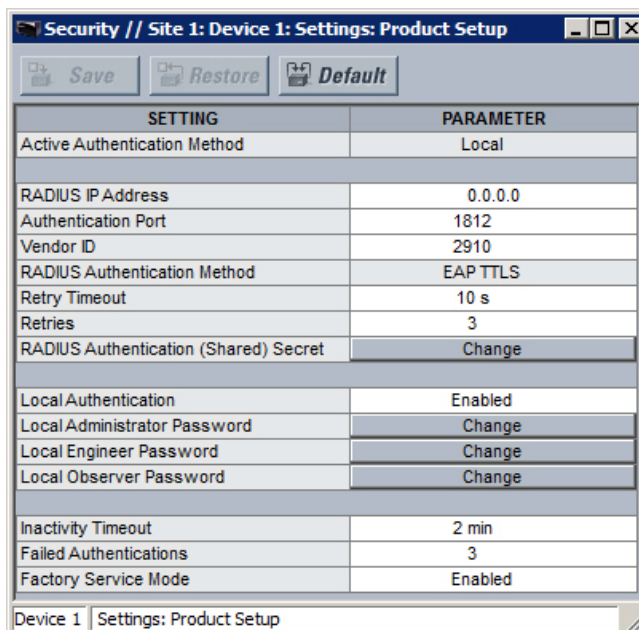 Security // Site 1: Device 1: Settings: Product Setup
Save Restore Default
SETTING PARAMETER
Active Authentication Method Local
RADIUS IP Address 0.0.0.0
Authentication Port 1812
Vendor ID 2910
RADIUS Authentication Method EAP TTLS
Retry Timeout 10 s
Retries 3
RADIUS Authentication (Shared) Secret Change
Local Authentication Enabled
Local Administrator Password Change
Local Engineer Password Change
Local Observer Password Change
Inactivity Timeout 2 min
Failed Authentications 3
Factory Service Mode Enabled
Device 1 Settings: Product Setup